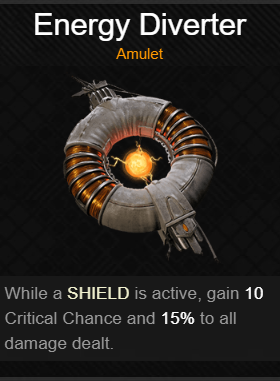 Energy Diverter
Amulet
While a SHIELD is active, gain 10
Critical Chance and 15% to all
damage dealt.